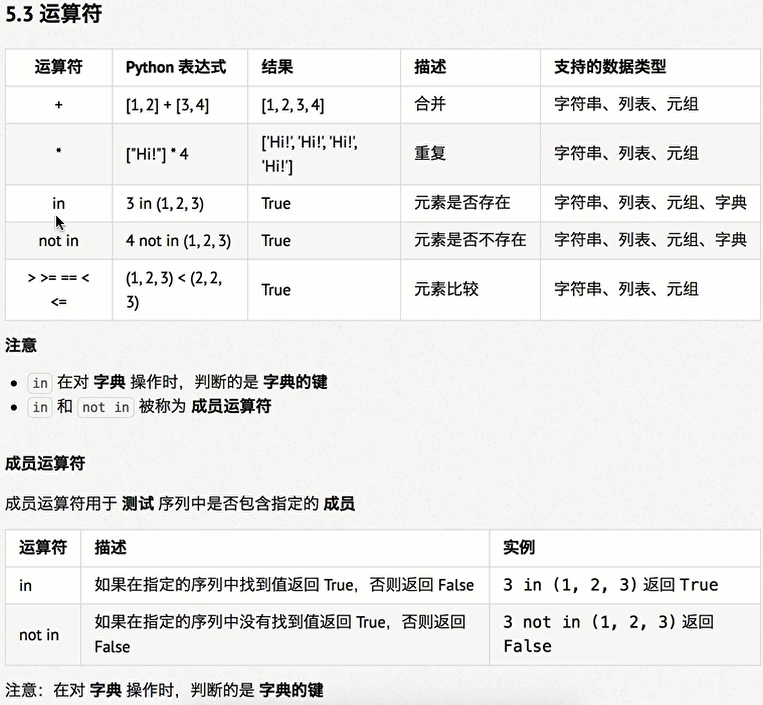 5.3 运算符
运算符 Python 表达式 结果 描述 支持的数据类型
+ [1, 2] + [3, 4] [1, 2, 3, 4] 合并 字符串、列表、元组
* ["Hi!"] * 4 ['Hi!', 'Hi!', 'Hi!', 'Hi!'] 重复 字符串、列表、元组
in 3 in (1, 2, 3) True 元素是否存在 字符串、列表、元组、字典
not in 4 not in (1, 2, 3) True 元素是否不存在 字符串、列表、元组、字典
> >= == < <= (1, 2, 3) < (2, 2, 3) True 元素比较 字符串、列表、元组
注意
• in 在对 字典 操作时，判断的是 字典的键
• in 和 not in 被称为 成员运算符
成员运算符
成员运算符用于 测试 序列中是否包含指定的 成员
运算符 描述 实例
in 如果在指定的序列中找到值返回 True，否则返回 False 3 in (1, 2, 3) 返回 True
not in 如果在指定的序列中没有找到值返回 True，否则返回 False 3 not in (1, 2, 3) 返回 False
注意：在对 字典 操作时，判断的是 字典的键